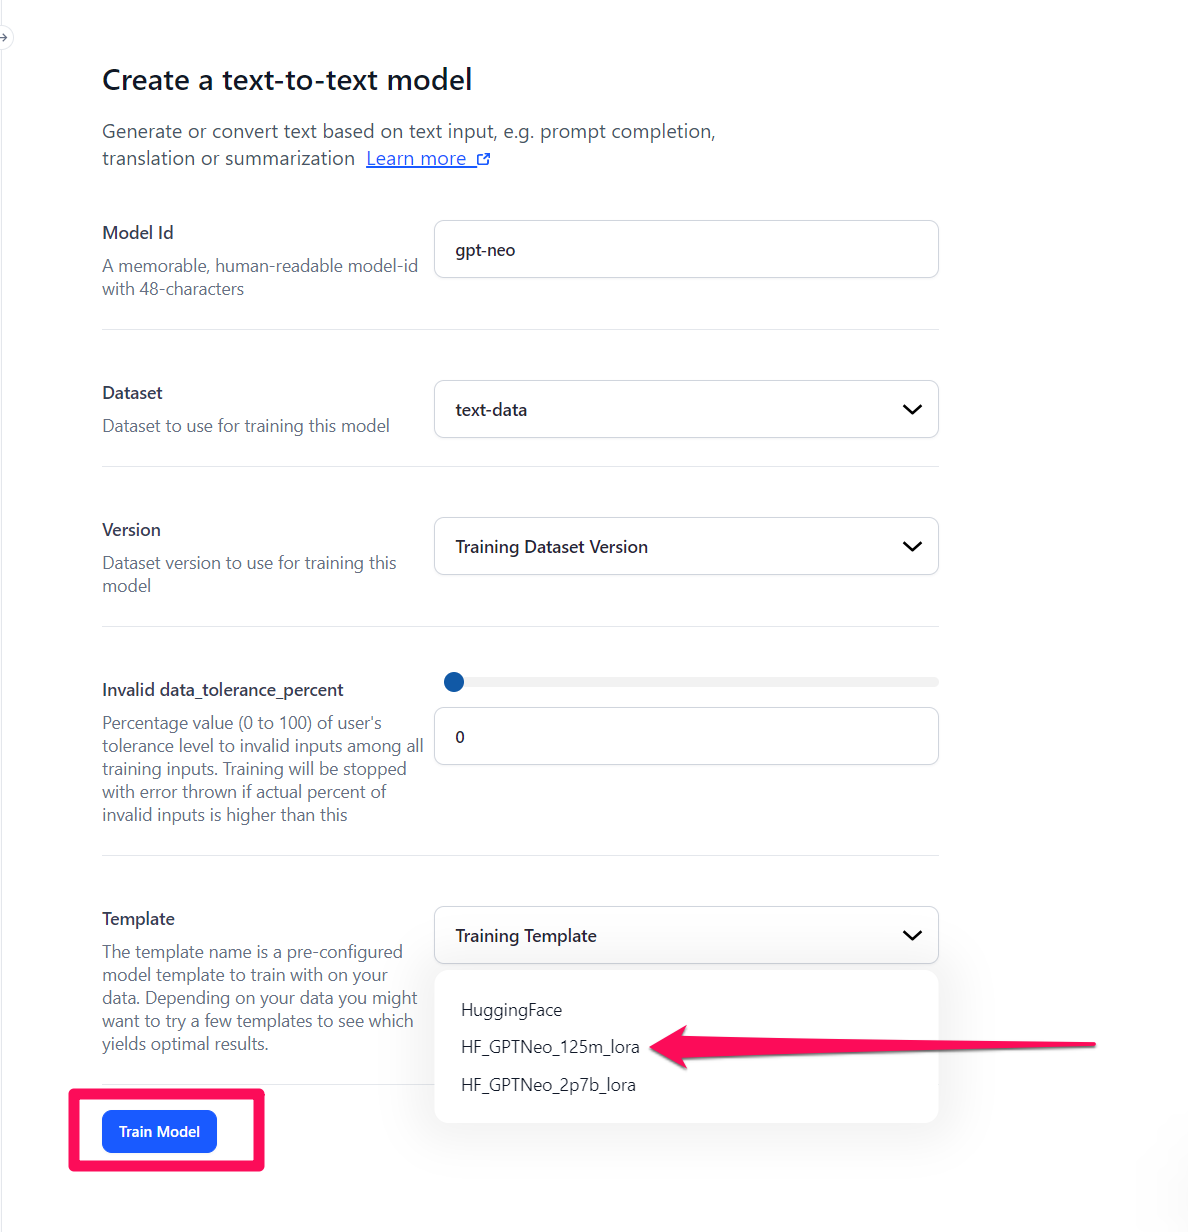 Create a text-to-text model
Generate or convert text based on text input, e.g. prompt completion,
translation or summarization Learn more
Model Id
A memorable, human-readable model-id
with 48-characters
gpt-neo
Dataset
Dataset to use for training this model
text-data
Version
Dataset version to use for training this
model
Training Dataset Version
Invalid data_tolerance_percent
Percentage value (0 to 100) of user's
tolerance level to invalid inputs among all
training inputs. Training will be stopped
with error thrown if actual percent of
invalid inputs is higher than this
0
Template
The template name is a pre-configured
model template to train with on your
data. Depending on your data you might
want to try a few templates to see which
yields optimal results.
Training Template
HuggingFace
HF_GPTNeo_125m_lora
HF_GPTNeo_2p7b_lora
Train Model